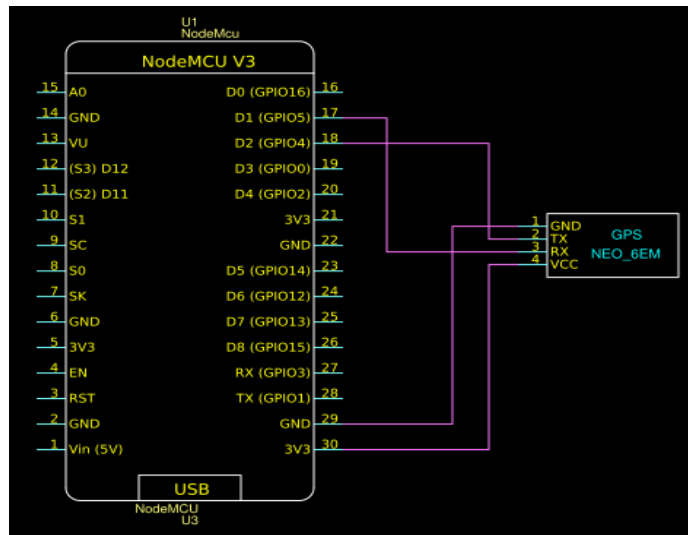 U1
NodeMcu
NodeMCU V3
15 A0 D0 (GPIO16) 16
14 GND D1 (GPIO5) 17
13 VU D2 (GPIO4) 18
12 (S3) D12 D3 (GPIO0) 19
11 (S2) D11 D4 (GPIO2) 20
10 S1 3V3 21
9 SC GND 22
8 S0 D5 (GPIO14) 23
7 SK D6 (GPIO12) 24
6 GND D7 (GPIO13) 25
5 3V3 D8 (GPIO15) 26
4 EN RX (GPIO3) 27
3 RST TX (GPIO1) 28
2 GND GND 29
1 Vin (5V) 3V3 30
USB
NodeMCU
U3
1 GND
2 TX
3 RX
4 VCC
GPS
NEO_6EM